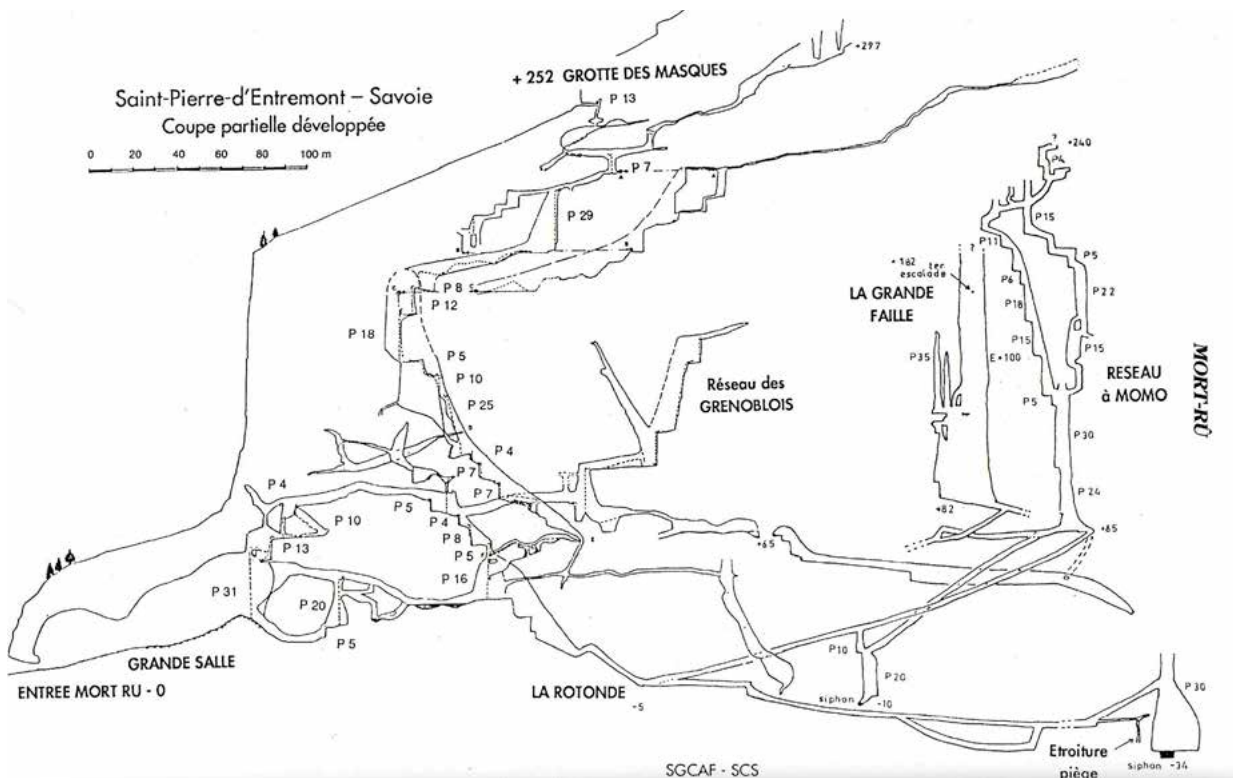 +297
+ 252 GROTTE DES MASQUES
Saint-Pierre-d'Entremont – Savoie
Coupe partielle développée
0 20 40 60 80 100 m
P 13
P 7
P 29
P 8
P 12
P 18
P 5
P 10
P 25
P 4
P 7
P 7
Réseau des
GRENOBLOIS
? +240
P4
P15
P11
P5
P6
P22
P18
P15
P15
P5
P30
P24
?
+182 ter.
escalade
LA GRANDE
FAILLE
P35
E+100
RESEAU
à MOMO
MORT-RÛ
+82
+65
P 4
P 10
P 13
P 5
P 4
P 8
P 5
P 16
+65
P 31
P 20
P 5
GRANDE SALLE
ENTREE MORT RU - 0
LA ROTONDE
-5
P10
P20
siphon -10
P30
Etroiture
piège
siphon -34
SGCAF - SCS